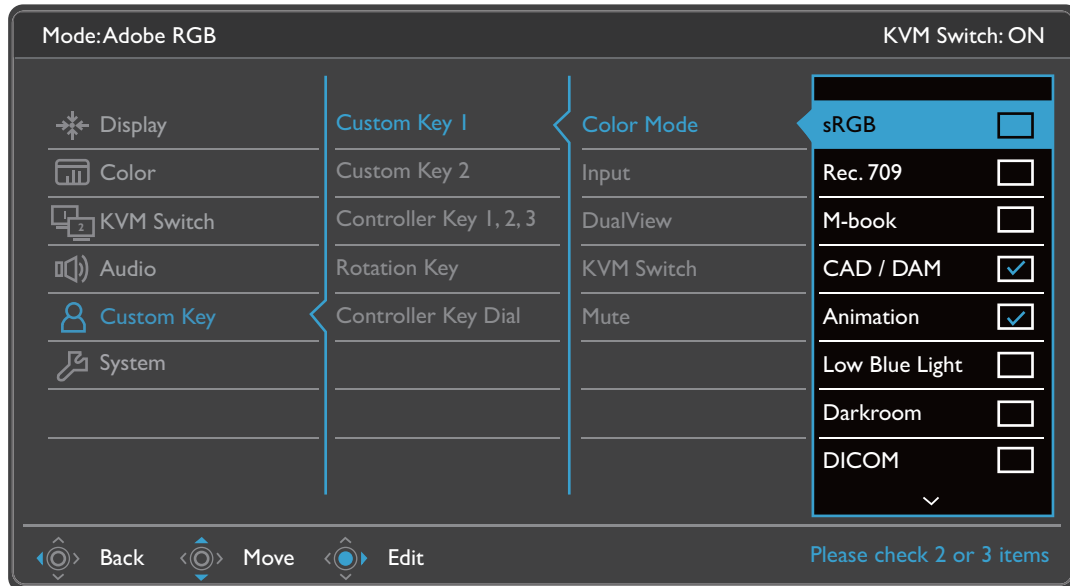 Mode: Adobe RGB
KVM Switch: ON
Display
Color
1
2
KVM Switch
Audio
Custom Key
System
Custom Key 1
Custom Key 2
Controller Key 1, 2, 3
Rotation Key
Controller Key Dial
Color Mode
Input
DualView
KVM Switch
Mute
sRGB
Rec. 709
M-book
CAD / DAM
Animation
Low Blue Light
Darkroom
DICOM
Back
Move
Edit
Please check 2 or 3 items